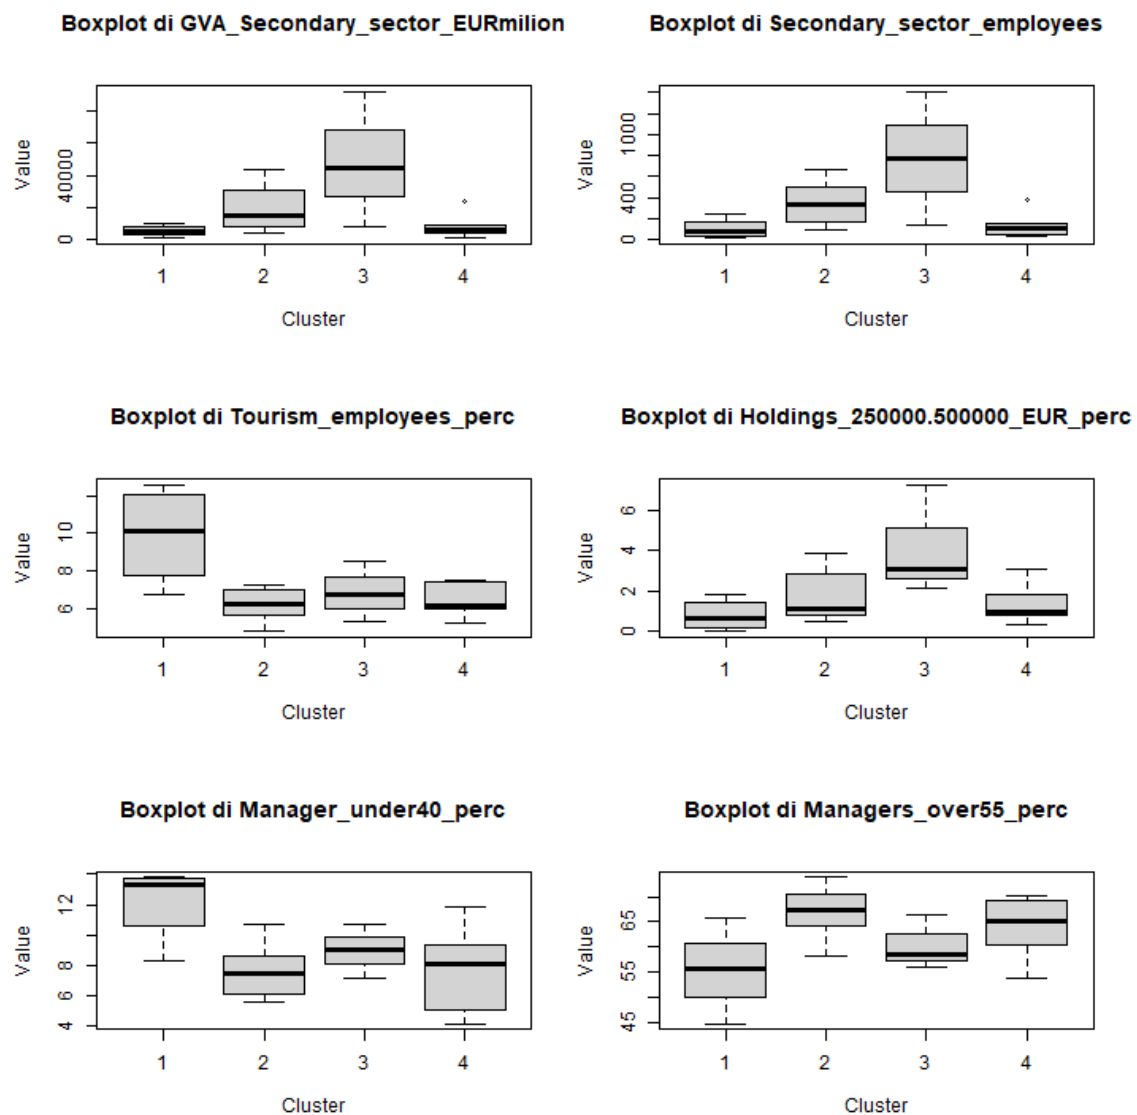 Boxplot di GVA_Secondary_sector_EURmilion
Value
0
40000
1
2
3
4
Cluster
Boxplot di Secondary_sector_employees
Value
0
400
1000
1
2
3
4
Cluster
Boxplot di Tourism_employees_perc
Value
6
8
10
1
2
3
4
Cluster
Boxplot di Holdings_250000.500000_EUR_perc
Value
0
2
4
6
1
2
3
4
Cluster
Boxplot di Manager_under40_perc
Value
4
6
8
12
1
2
3
4
Cluster
Boxplot di Managers_over55_perc
Value
45
55
65
1
2
3
4
Cluster